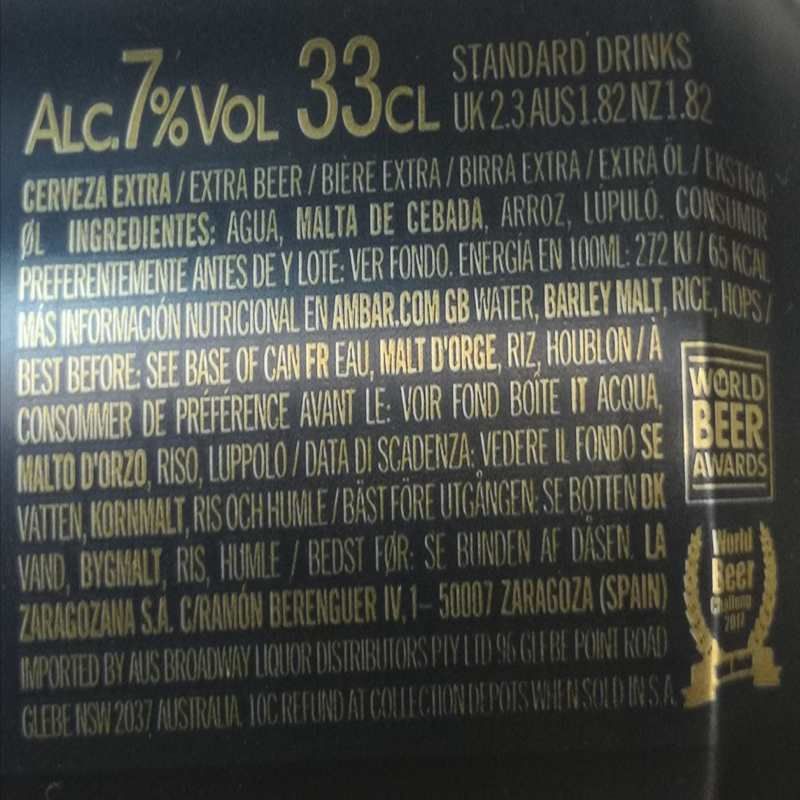 ALC.7%VOL 33CL STANDARD DRINKS
UK 2.3 AUS1.82 NZ1.82
CERVEZA EXTRA / EXTRA BEER / BIÈRE EXTRA / BIRRA EXTRA / EXTRA ÖL / EKSTRA
ØL INGREDIENTES: AGUA, MALTA DE CEBADA, ARROZ, LÚPULO. CONSUMIR
PREFERENTEMENTE ANTES DE Y LOTE: VER FONDO. ENERGÍA EN 100ML: 272 KJ / 65 KCAL
MÁS INFORMACIÓN NUTRICIONAL EN AMBAR.COM GB WATER, BARLEY MALT, RICE, HOPS /
BEST BEFORE: SEE BASE OF CAN FR EAU, MALT D'ORGE, RIZ, HOUBLON / À
CONSOMMER DE PRÉFÉRENCE AVANT LE: VOIR FOND BOÎTE IT ACQUA,
MALTO D'ORZO, RISO, LUPPOLO / DATA DI SCADENZA: VEDERE IL FONDO SE
VATTEN, KORNMALT, RIS OCH HUMLE / BÄST FÖRE UTGÅNGEN: SE BOTTEN DK
VAND, BYGMALT, RIS, HUMLE / BEDST FØR: SE BUNDEN AF DÅSEN. LA
ZARAGOZANA S.A. C/RAMÓN BERENGUER IV, 1- 50007 ZARAGOZA (SPAIN)
IMPORTED BY AUS BROADWAY LIQUOR DISTRIBUTORS PTY LTD 96 GLEBE POINT ROAD
GLEBE NSW 2037 AUSTRALIA. 10C REFUND AT COLLECTION DEPOTS WHEN SOLD IN S.A.
WORLD
BEER
AWARDS
World
Beer
Challenge
2017